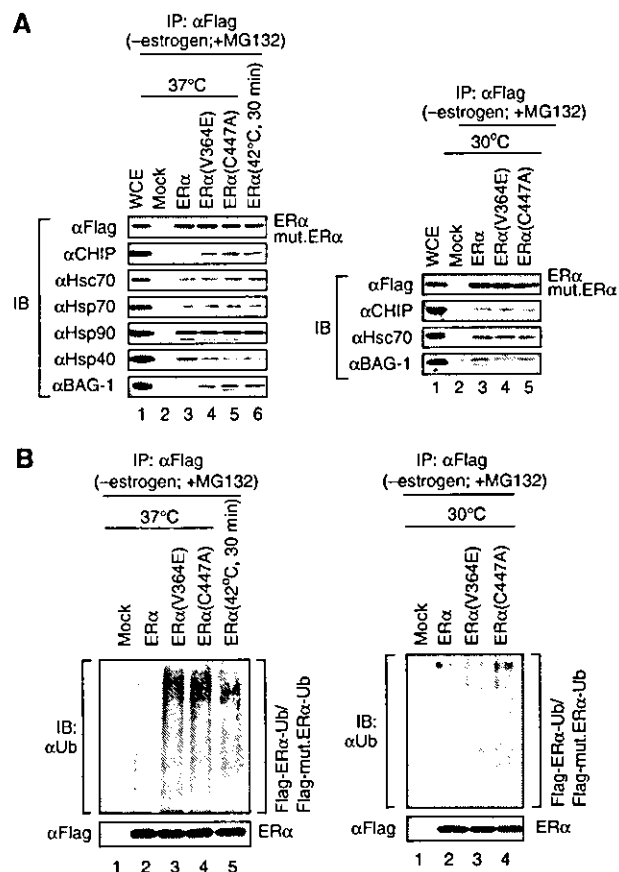 A
IP: αFlag
(−estrogen;+MG132)
37°C
WCE
Mock
ERα
ERα(V364E)
ERα(C447A)
ERα(42°C, 30 min)
IB
αFlag
αCHIP
αHsc70
αHsp70
αHsp90
αHsp40
αBAG-1
ERα
mut.ERα
1 2 3 4 5 6
IP: αFlag
(−estrogen; +MG132)
30°C
WCE
Mock
ERα
ERα(V364E)
ERα(C447A)
IB
αFlag
αCHIP
αHsc70
αBAG-1
ERα
mut.ERα
1 2 3 4 5
B
IP: αFlag
(−estrogen; +MG132)
37°C
Mock
ERα
ERα(V364E)
ERα(C447A)
ERα(42°C, 30 min)
IB:
αUb
Flag-ERα-Ub/
Flag-mut.ERα-Ub
αFlag
ERα
1 2 3 4 5
IP: αFlag
(−estrogen; +MG132)
30°C
Mock
ERα
ERα(V364E)
ERα(C447A)
IB:
αUb
Flag-ERα-Ub/
Flag-mut.ERα-Ub
αFlag
ERα
1 2 3 4